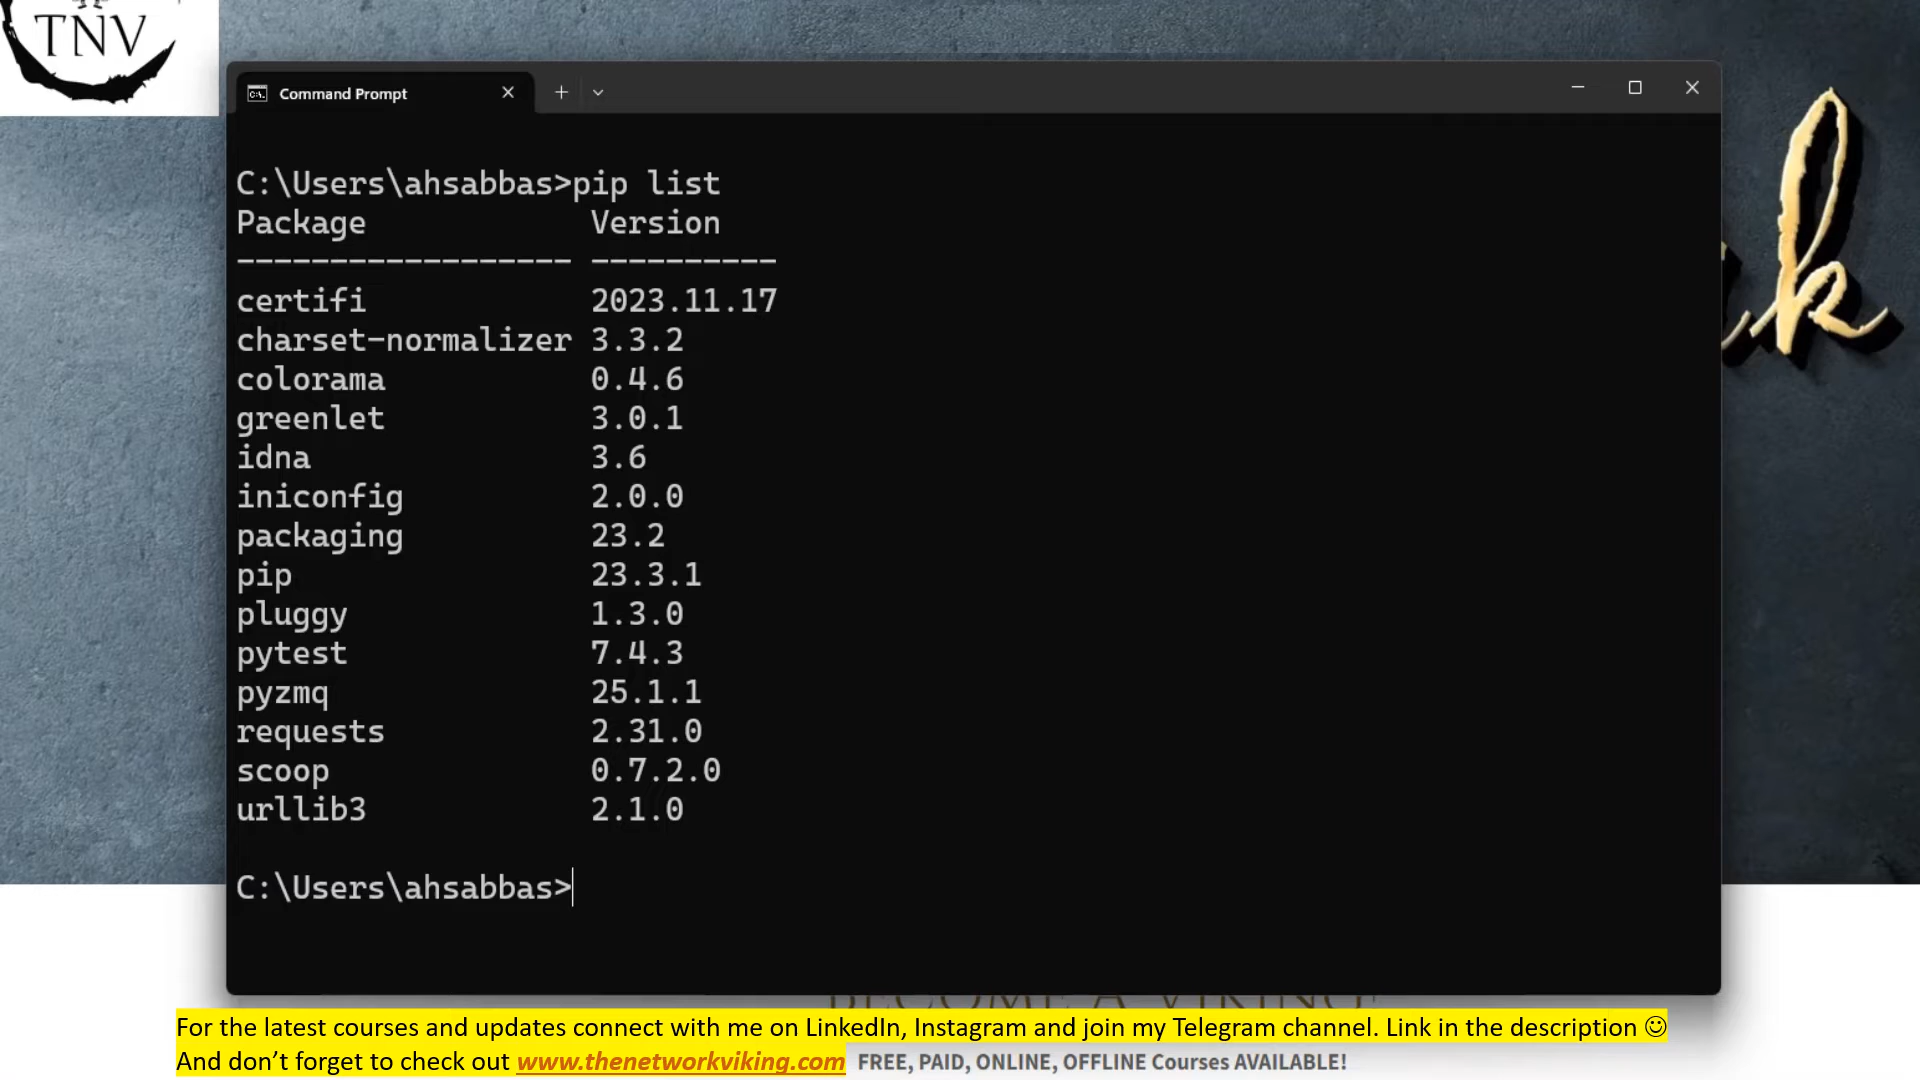 TNV
Command Prompt
C:\Users\ahsabbas>pip list
Package Version
------------------ ----------
certifi 2023.11.17
charset-normalizer 3.3.2
colorama 0.4.6
greenlet 3.0.1
idna 3.6
iniconfig 2.0.0
packaging 23.2
pip 23.3.1
pluggy 1.3.0
pytest 7.4.3
pyzmq 25.1.1
requests 2.31.0
scoop 0.7.2.0
urllib3 2.1.0
C:\Users\ahsabbas>
BECOME A VIKING!
For the latest courses and updates connect with me on LinkedIn, Instagram and join my Telegram channel. Link in the description ☺
And don’t forget to check out www.thenetworkviking.com FREE, PAID, ONLINE, OFFLINE Courses AVAILABLE!